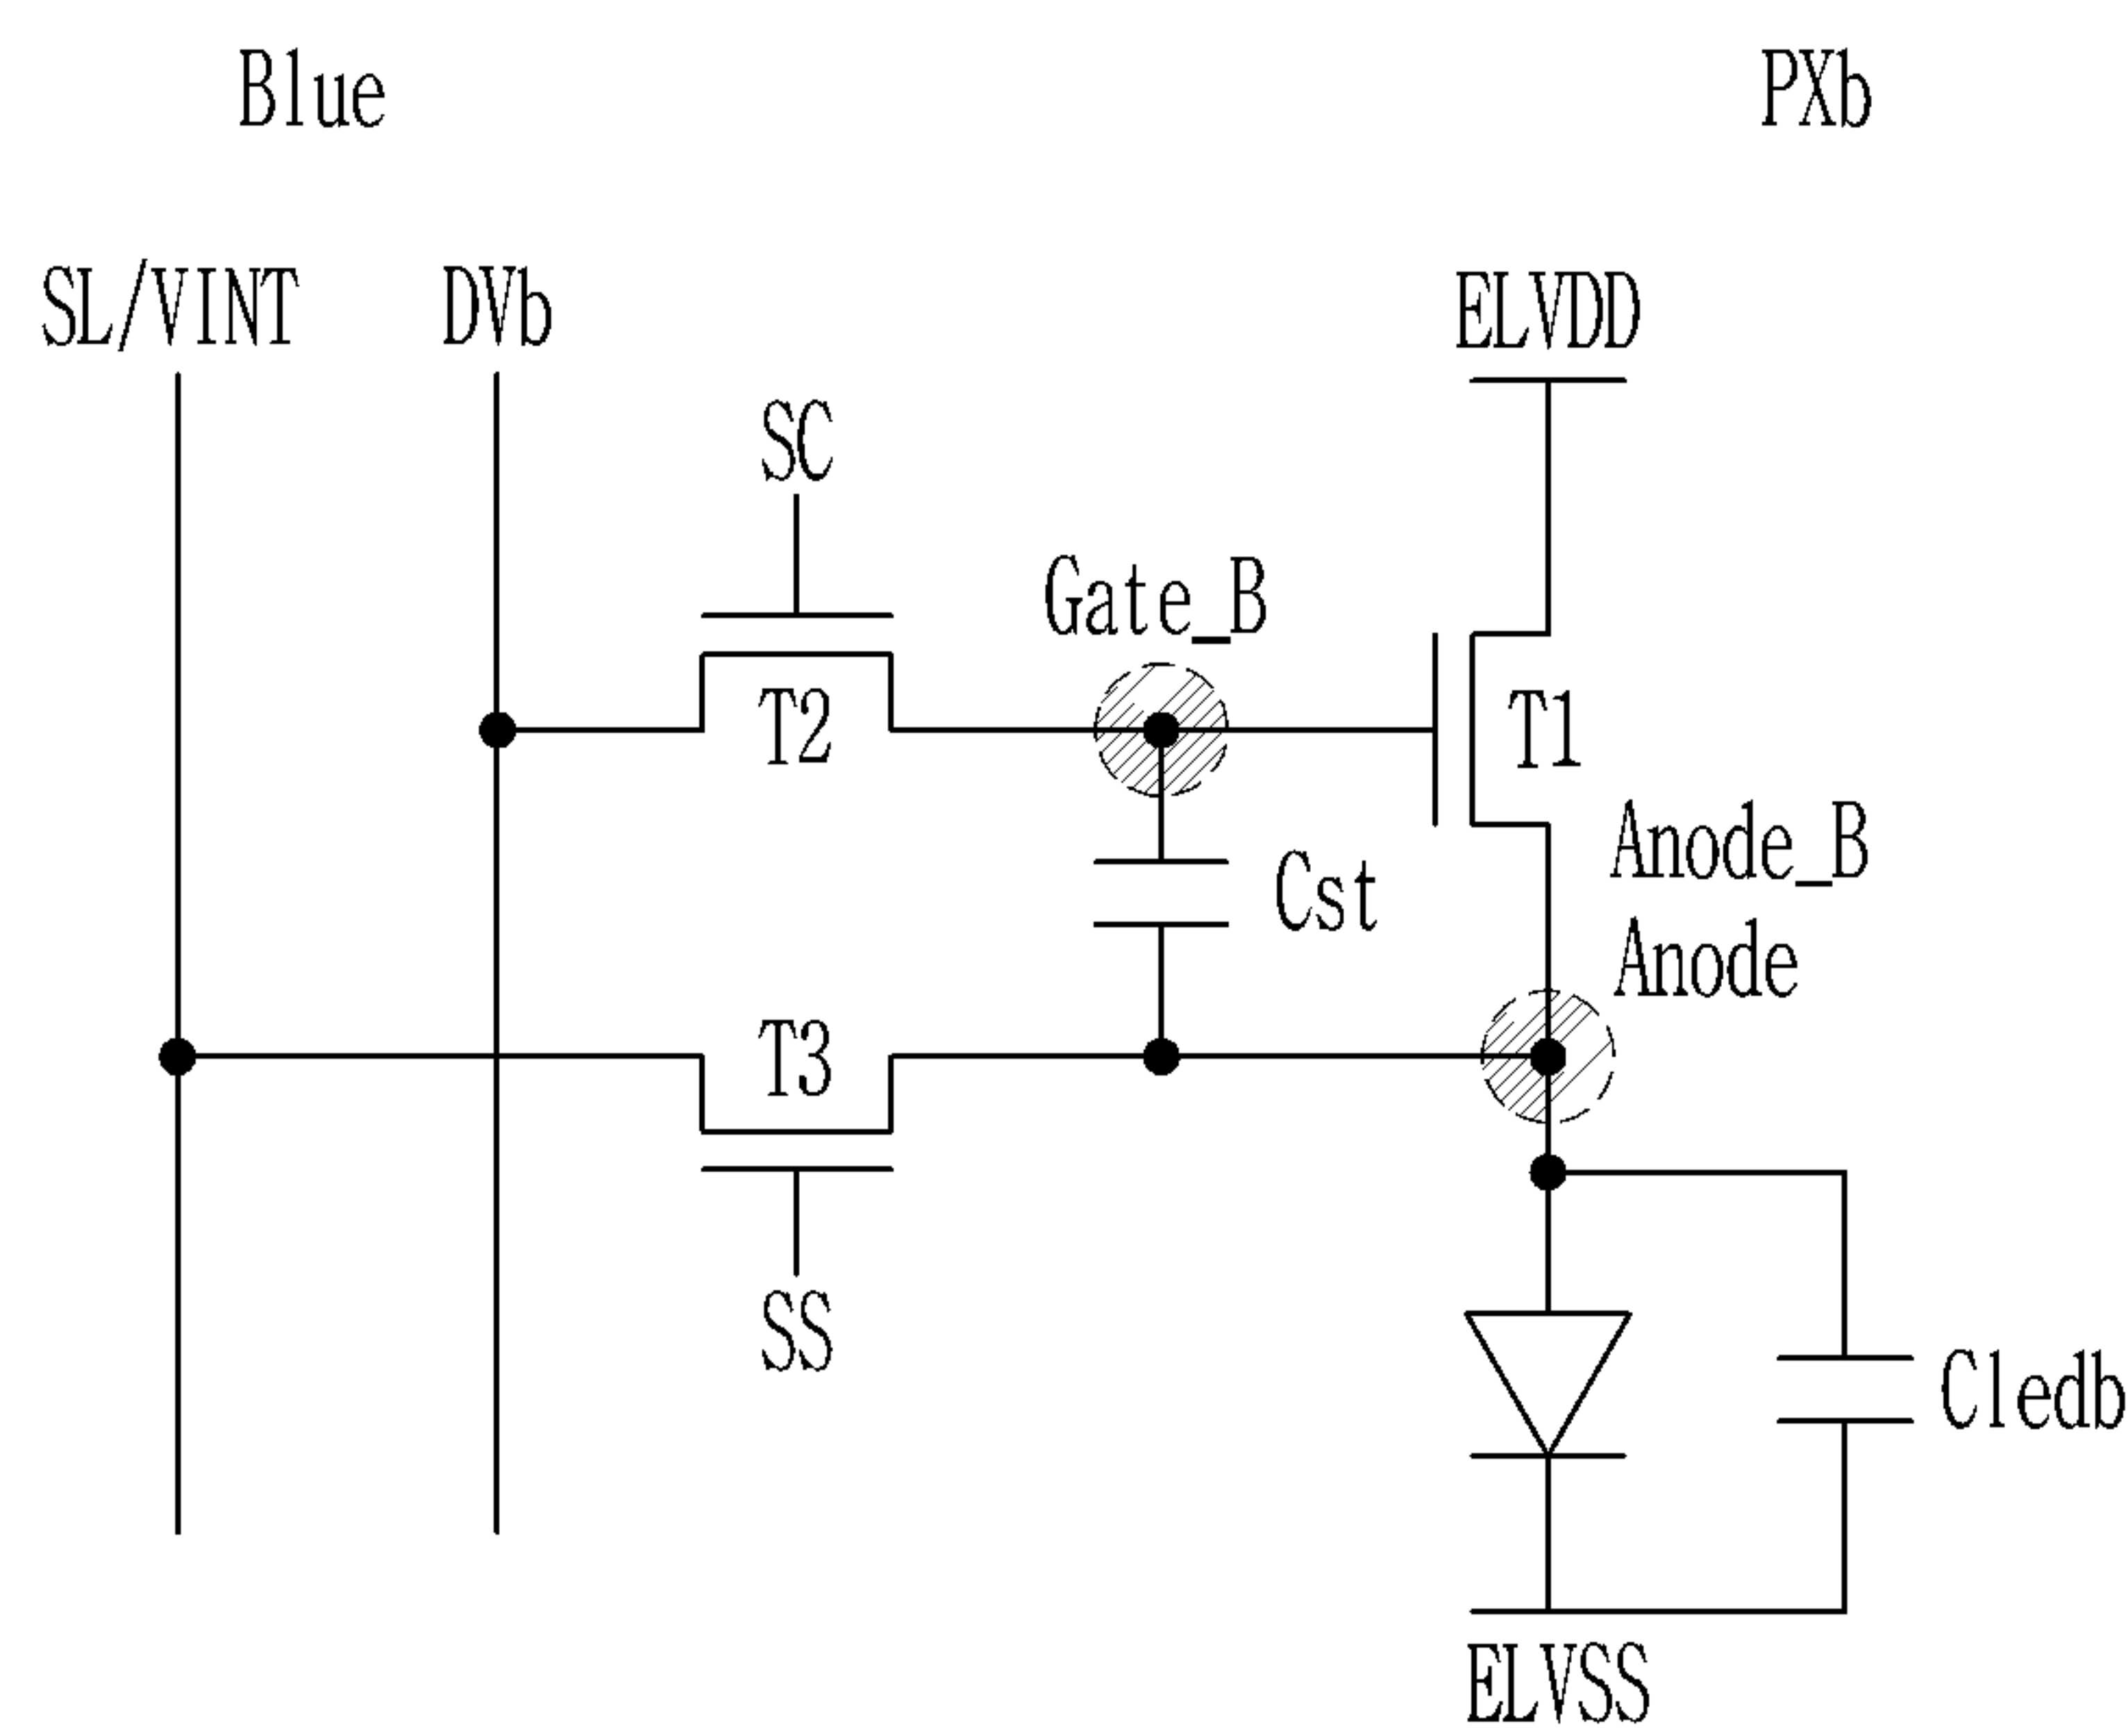 Blue
PXb
SL/VINT
DVb
ELVDD
SC
Gate_B
T2
T1
Anode_B
Cst
Anode
T3
SS
Cledb
ELVSS